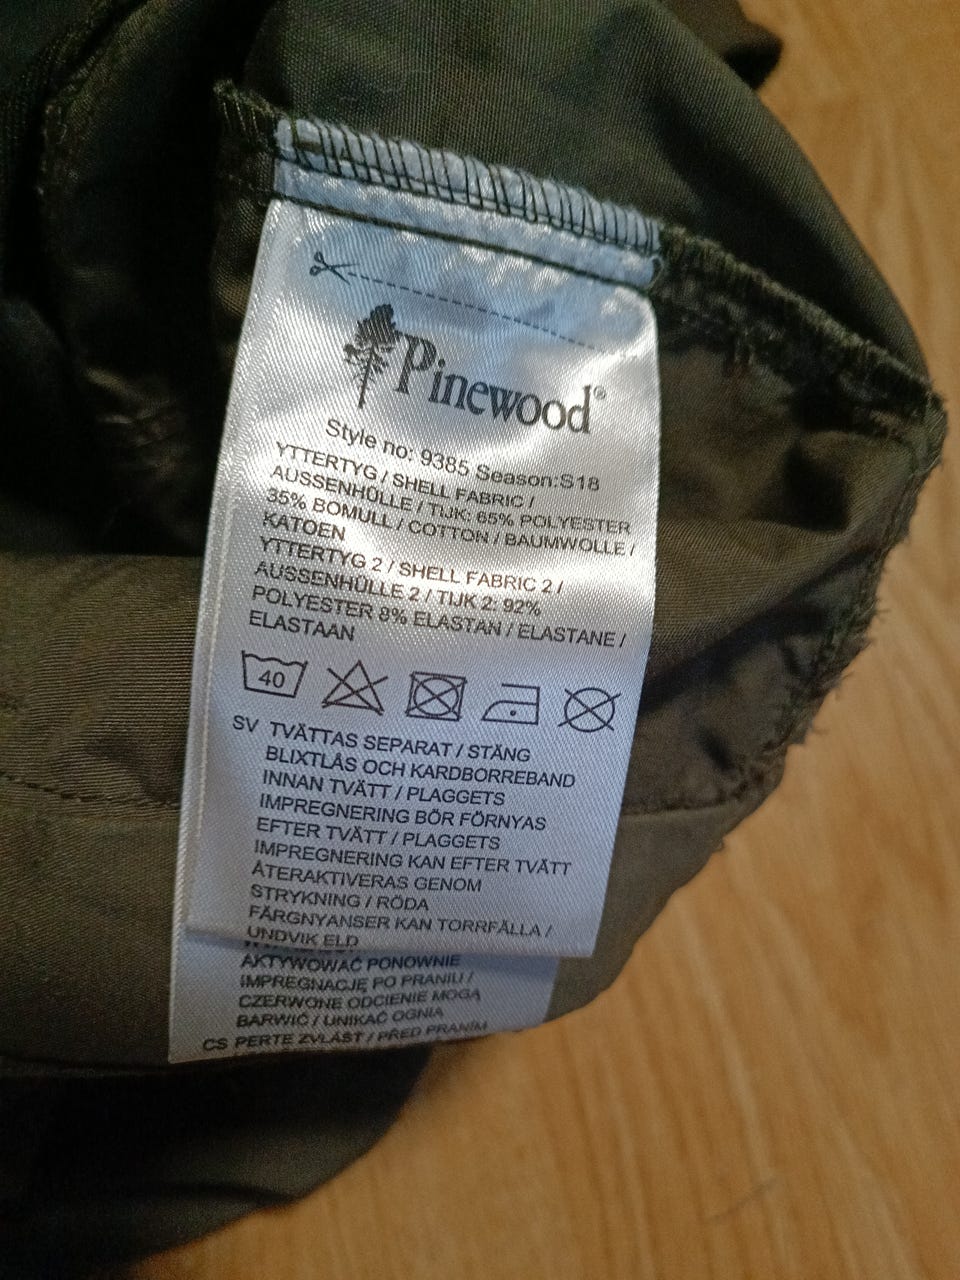 Pinewood®
Style no: 9385 Season:S18
YTTERTYG / SHELL FABRIC /
AUSSENHÜLLE / TIJK: 65% POLYESTER
35% BOMULL / COTTON / BAUMWOLLE /
KATOEN
YTTERTYG 2 / SHELL FABRIC 2 /
AUSSENHÜLLE 2 / TIJK 2: 92%
POLYESTER 8% ELASTAN / ELASTANE /
ELASTAAN
40
SV TVÄTTAS SEPARAT / STÄNG
BLIXTLÅS OCH KARDBORREBAND
INNAN TVÄTT / PLAGGETS
IMPREGNERING BÖR FÖRNYAS
EFTER TVÄTT / PLAGGETS
IMPREGNERING KAN EFTER TVÄTT
ÅTERAKTIVERAS GENOM
STRYKNING / RÖDA
FÄRGNYANSER KAN TORRFÄLLA /
UNDVIK ELD
AKTYWOWAĆ PONOWNIE
IMPREGNACJĘ PO PRANIU /
CZERWONE ODCIENIE MOGĄ
BARWIĆ / UNIKAĆ OGNIA
CS PERTE ZVLÁST / PŘED PRANÍM